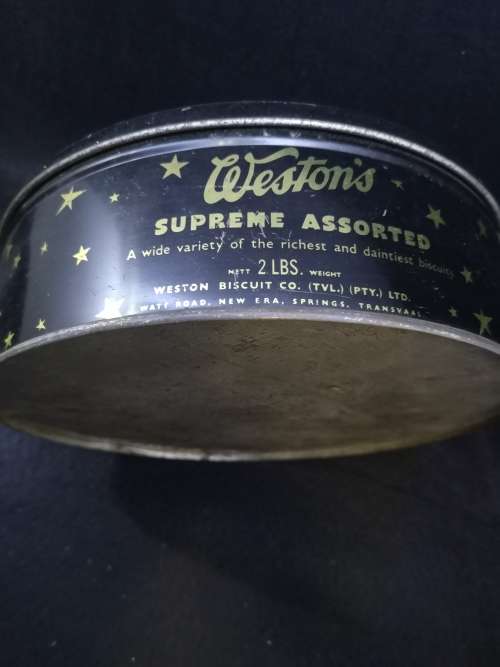 Weston's
SUPREME ASSORTED
A wide variety of the richest and daintiest biscuits
NETT 2 LBS. WEIGHT
WESTON BISCUIT CO. (TVL.) (PTY.) LTD.
WATT ROAD, NEW ERA, SPRINGS, TRANSVAAL